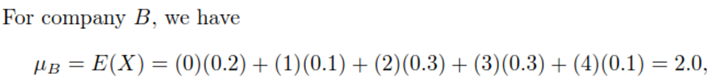 For company B, we have
μ_B = E(X) = (0)(0.2) + (1)(0.1) + (2)(0.3) + (3)(0.3) + (4)(0.1) = 2.0,